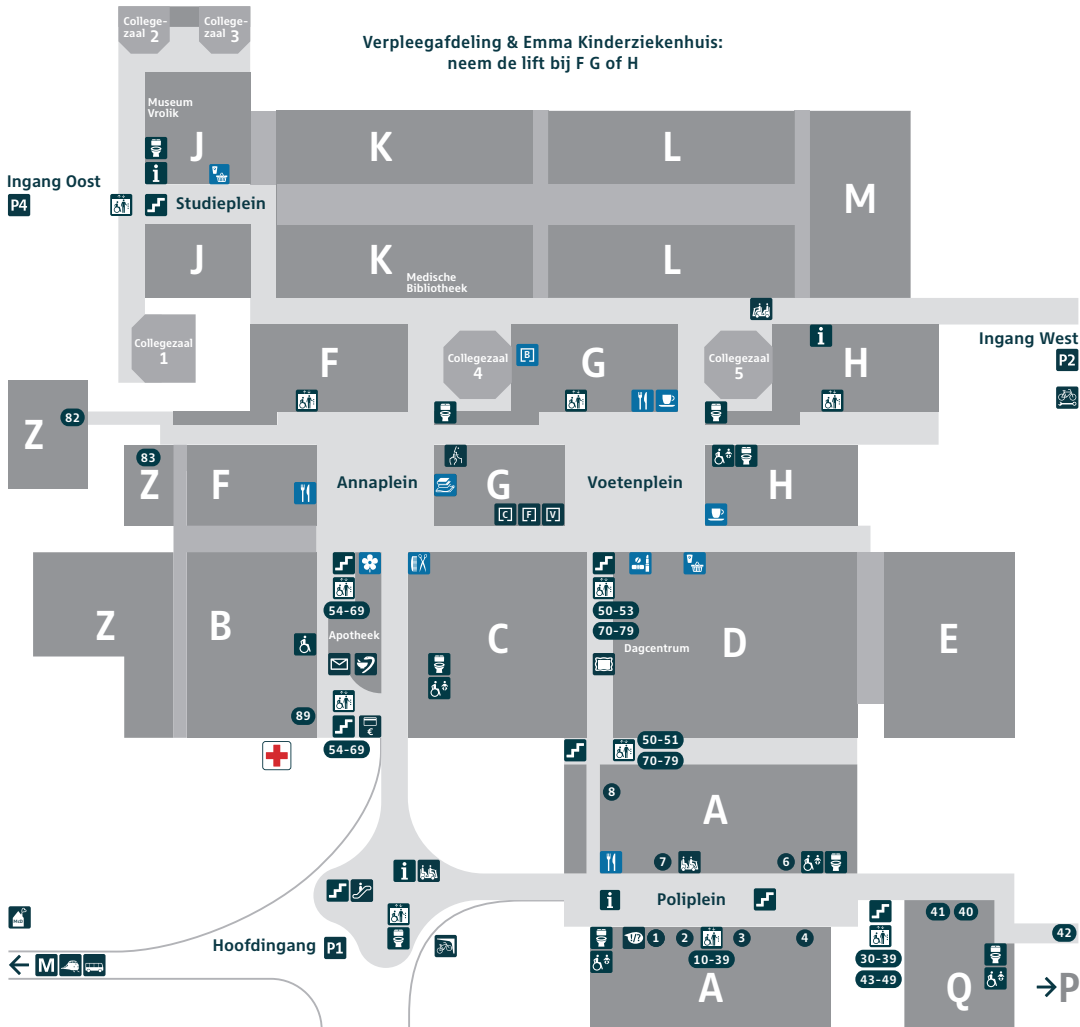 College-
zaal 2
College-
zaal 3
Verpleegafdeling & Emma Kinderziekenhuis:
neem de lift bij F G of H
Museum
Vrolik
J
K
L
M
i
Ingang Oost
P4
Studieplein
J
K
L
Medische
Bibliotheek
Collegezaal
1
F
Collegezaal
4
[B]
G
Collegezaal
5
i
H
Ingang West
P2
Z
82
83
Z
F
Annaplein
G
[C] [F] [V]
Voetenplein
H
Z
B
54-69
Apotheek
C
50-53
70-79
Dagcentrum
D
E
89
€
54-69
50-51
70-79
8
A
7
6
i
i
Poliplein
Hoofdingang P1
1
2
3
4
10-39
A
30-39
43-49
41 40
Q
42
P
MdB
M